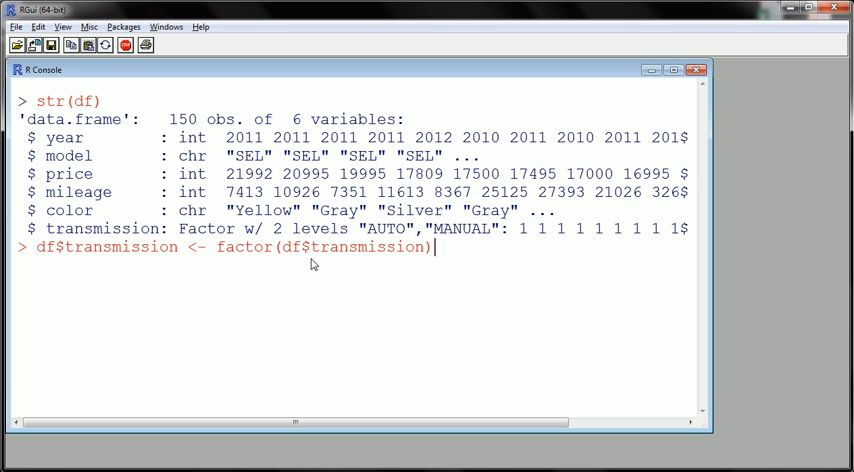 RGui (64-bit)
File Edit View Misc Packages Windows Help
STOP
R Console
> str(df)
'data.frame':   150 obs. of  6 variables:
 $ year        : int  2011 2011 2011 2011 2012 2010 2011 2010 2011 201$
 $ model       : chr  "SEL" "SEL" "SEL" "SEL" ...
 $ price       : int  21992 20995 19995 17809 17500 17495 17000 16995 $
 $ mileage     : int  7413 10926 7351 11613 8367 25125 27393 21026 326$
 $ color       : chr  "Yellow" "Gray" "Silver" "Gray" ...
 $ transmission: Factor w/ 2 levels "AUTO","MANUAL": 1 1 1 1 1 1 1 1 1$
> df$transmission <- factor(df$transmission)